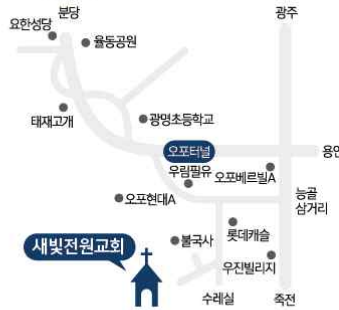 분당
광주
요한성당
율동공원
태재고개
광명초등학교
오포터널
용인
우림필유
오포베르빌A
오포현대A
능골
삼거리
불국사
롯데캐슬
새빛전원교회
우진빌리지
수레실
죽전